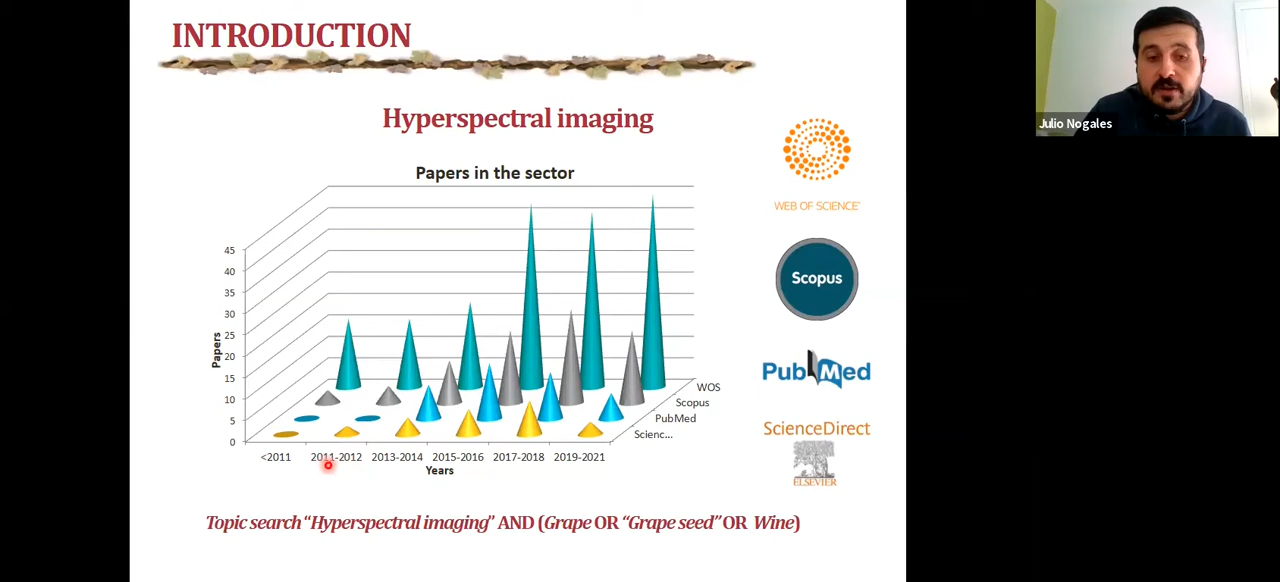 INTRODUCTION
Hyperspectral imaging
Papers in the sector
45
40
35
30
25
20
15
10
5
0
Papers
WOS
Scopus
PubMed
Scienc...
<2011
2011-2012
2013-2014
2015-2016
2017-2018
2019-2021
Years
WEB OF SCIENCE™
Scopus
PubMed
ScienceDirect
ELSEVIER
Topic search “Hyperspectral imaging” AND (Grape OR “Grape seed” OR Wine)
Julio Nogales